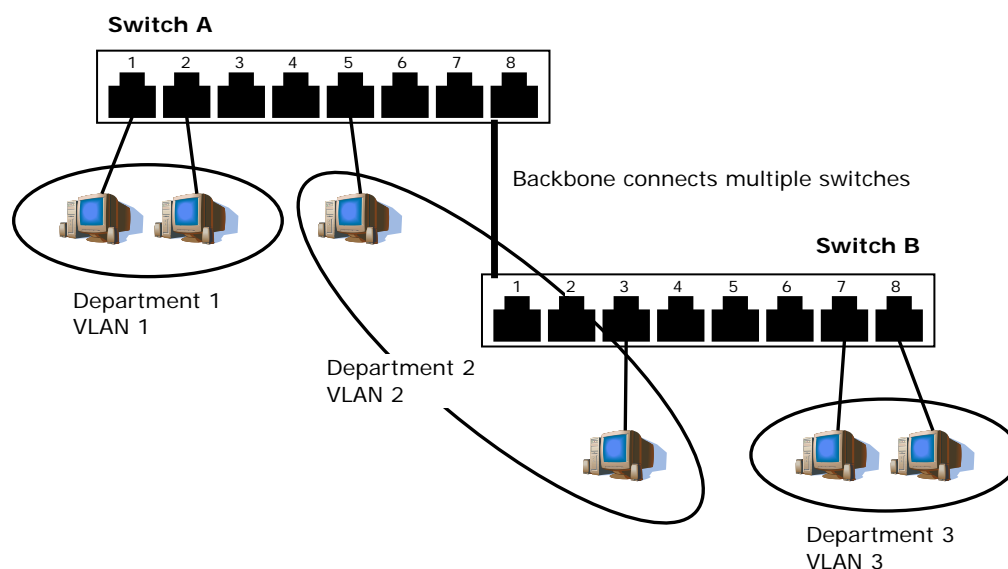 Switch A
1 2 3 4 5 6 7 8
Backbone connects multiple switches
Switch B
1 2 3 4 5 6 7 8
Department 1
VLAN 1
Department 2
VLAN 2
Department 3
VLAN 3